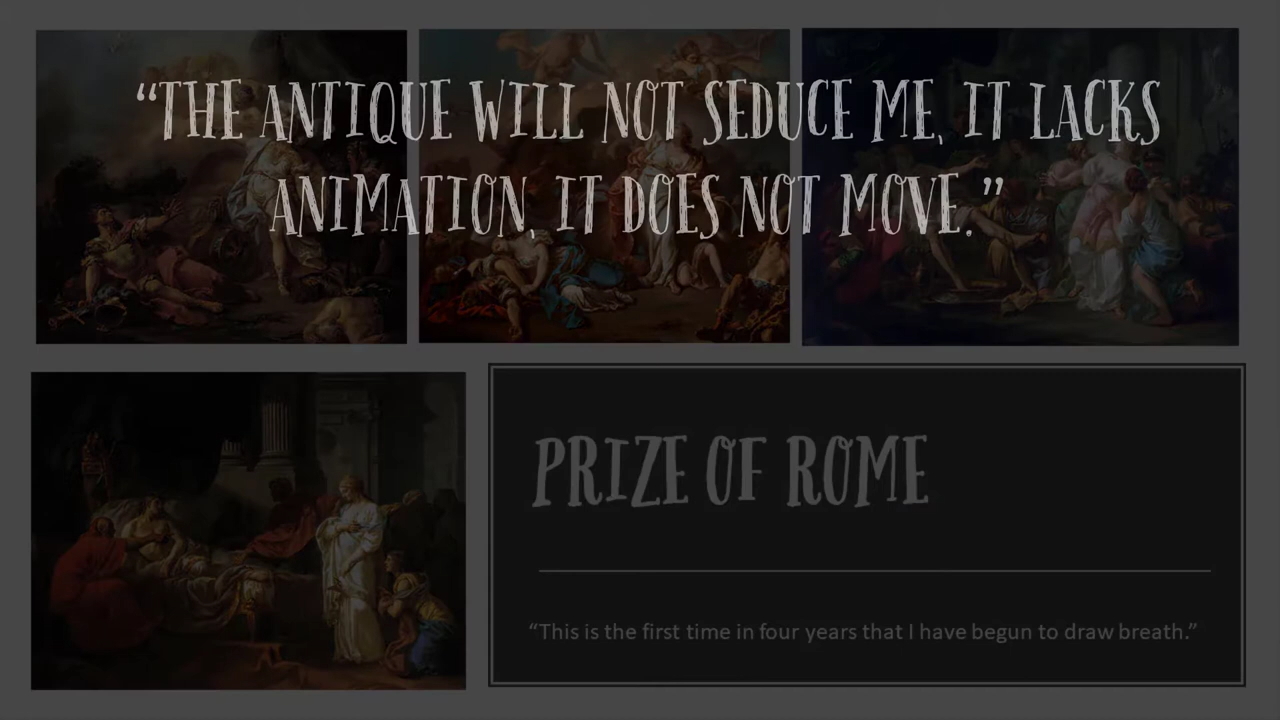 “THE ANTIQUE WILL NOT SEDUCE ME, IT LACKS
ANIMATION, IT DOES NOT MOVE.”
PRIZE OF ROME
“This is the first time in four years that I have begun to draw breath.”